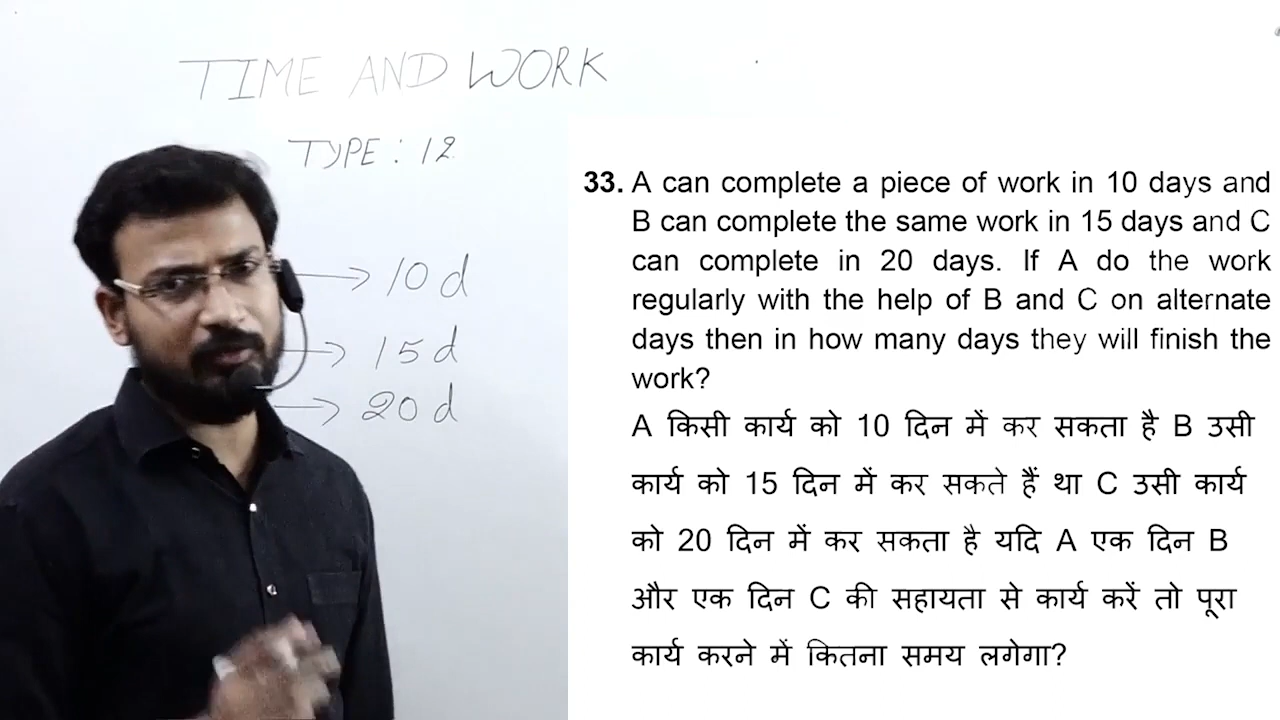 TIME AND WORK
TYPE : 12
→ 10 d
→ 15 d
→ 20 d
33. A can complete a piece of work in 10 days and
B can complete the same work in 15 days and C
can complete in 20 days. If A do the work
regularly with the help of B and C on alternate
days then in how many days they will finish the
work?
A किसी कार्य को 10 दिन में कर सकता है B उसी
कार्य को 15 दिन में कर सकते हैं था C उसी कार्य
को 20 दिन में कर सकता है यदि A एक दिन B
और एक दिन C की सहायता से कार्य करें तो पूरा
कार्य करने में कितना समय लगेगा?